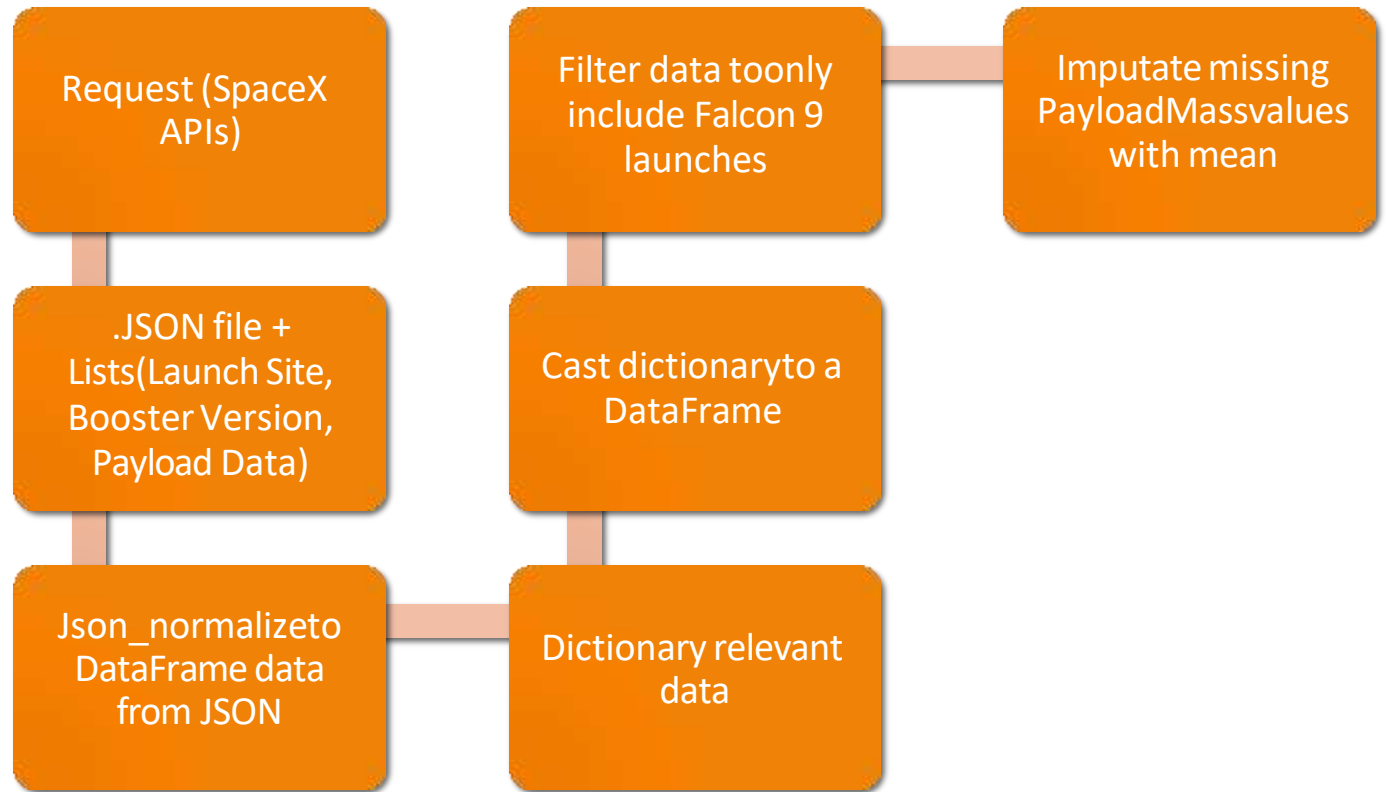 Request (SpaceX
APIs)
.JSON file +
Lists(Launch Site,
Booster Version,
Payload Data)
Json_normalizeto
DataFrame data
from JSON
Dictionary relevant
data
Cast dictionaryto a
DataFrame
Filter data toonly
include Falcon 9
launches
Imputate missing
PayloadMassvalues
with mean